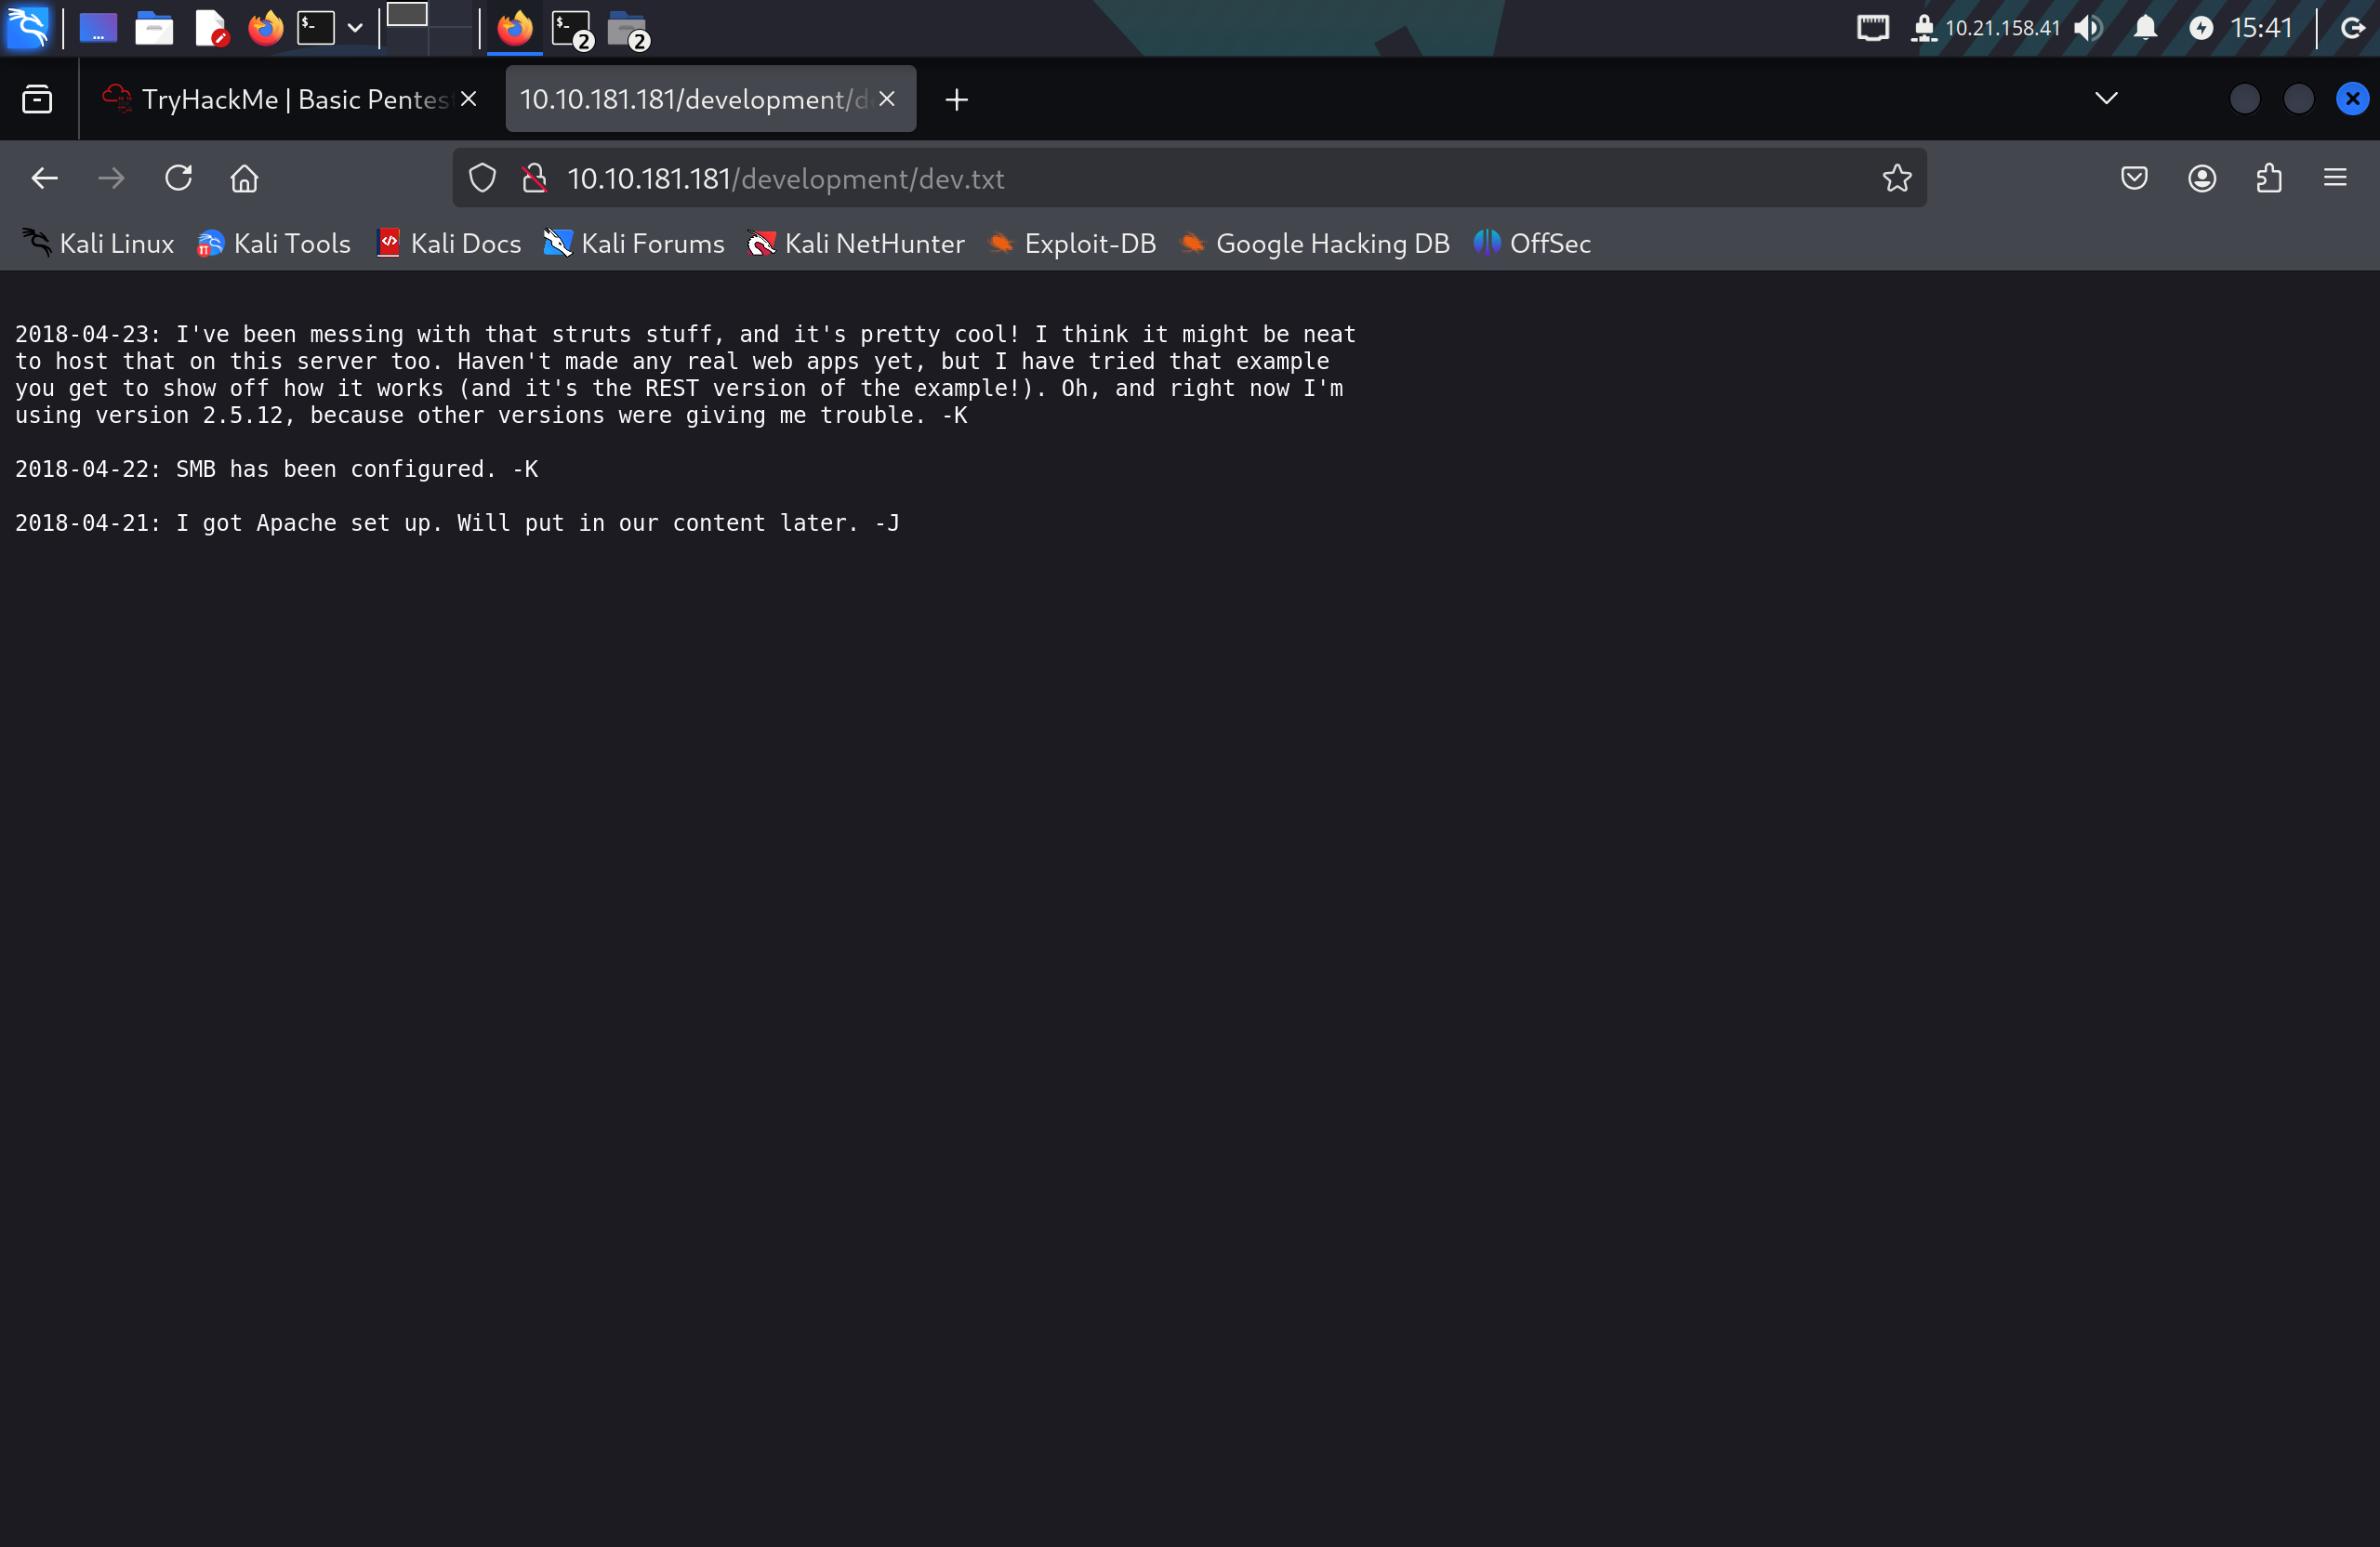 $_
$_
2
2
10.21.158.41
15:41
TryHackMe | Basic Pentes
10.10.181.181/development/d
10.10.181.181/development/dev.txt
Kali Linux
Kali Tools
Kali Docs
Kali Forums
Kali NetHunter
Exploit-DB
Google Hacking DB
OffSec
2018-04-23: I've been messing with that struts stuff, and it's pretty cool! I think it might be neat
to host that on this server too. Haven't made any real web apps yet, but I have tried that example
you get to show off how it works (and it's the REST version of the example!). Oh, and right now I'm
using version 2.5.12, because other versions were giving me trouble. -K
2018-04-22: SMB has been configured. -K
2018-04-21: I got Apache set up. Will put in our content later. -J